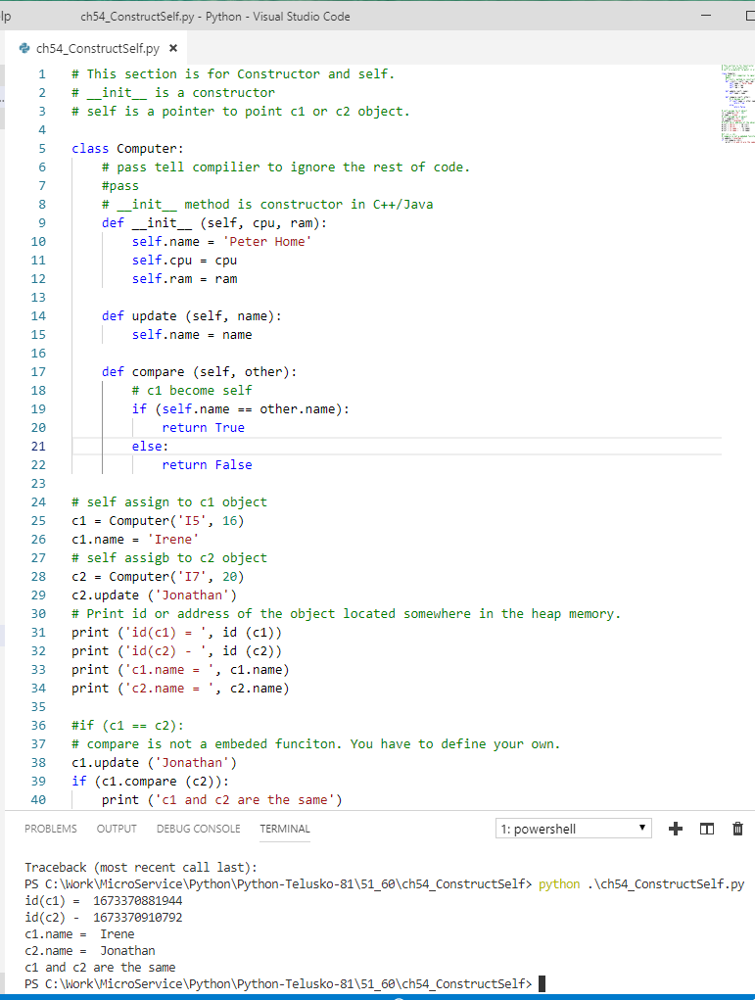 lp ch54_ConstructSelf.py - Python - Visual Studio Code
ch54_ConstructSelf.py ×
1 # This section is for Constructor and self.
2 # __init__ is a constructor
3 # self is a pointer to point c1 or c2 object.
4
5 class Computer:
6 # pass tell compilier to ignore the rest of code.
7 #pass
8 # __init__ method is constructor in C++/Java
9 def __init__ (self, cpu, ram):
10 self.name = 'Peter Home'
11 self.cpu = cpu
12 self.ram = ram
13
14 def update (self, name):
15 self.name = name
16
17 def compare (self, other):
18 # c1 become self
19 if (self.name == other.name):
20 return True
21 else:
22 return False
23
24 # self assign to c1 object
25 c1 = Computer('I5', 16)
26 c1.name = 'Irene'
27 # self assigb to c2 object
28 c2 = Computer('I7', 20)
29 c2.update ('Jonathan')
30 # Print id or address of the object located somewhere in the heap memory.
31 print ('id(c1) = ', id (c1))
32 print ('id(c2) - ', id (c2))
33 print ('c1.name = ', c1.name)
34 print ('c2.name = ', c2.name)
35
36 #if (c1 == c2):
37 # compare is not a embeded funciton. You have to define your own.
38 c1.update ('Jonathan')
39 if (c1.compare (c2)):
40 print ('c1 and c2 are the same')
PROBLEMS OUTPUT DEBUG CONSOLE TERMINAL 1: powershell
Traceback (most recent call last):
PS C:\Work\MicroService\Python\Python-Telusko-81\51_60\ch54_ConstructSelf> python .\ch54_ConstructSelf.py
id(c1) = 1673370881944
id(c2) - 1673370910792
c1.name = Irene
c2.name = Jonathan
c1 and c2 are the same
PS C:\Work\MicroService\Python\Python-Telusko-81\51_60\ch54_ConstructSelf>